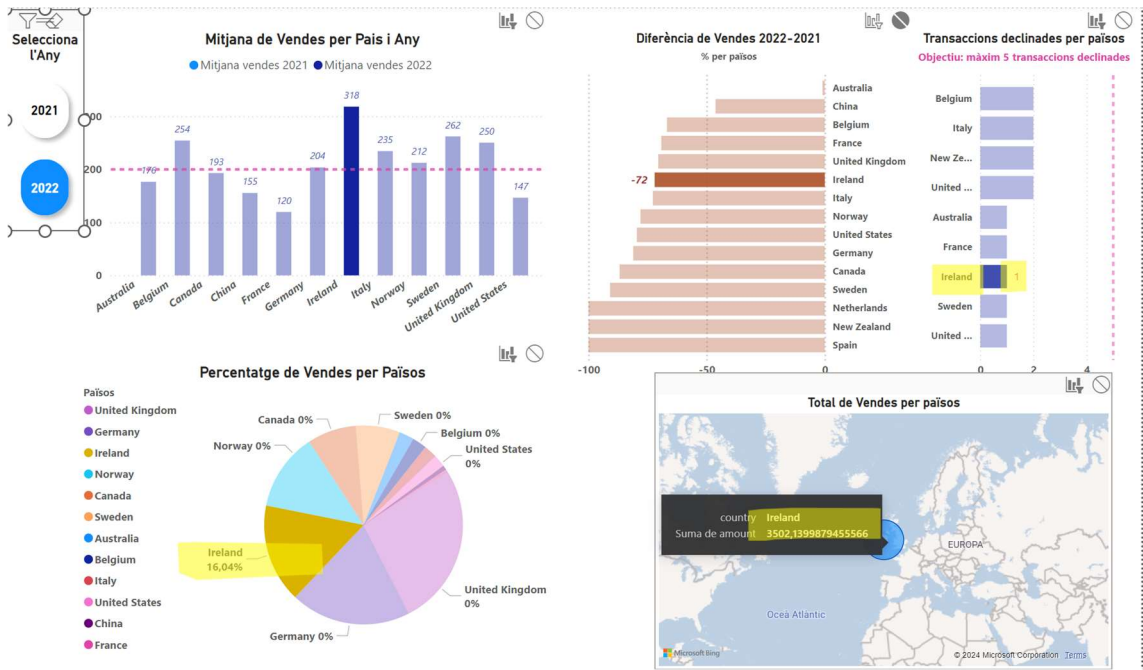 Selecciona
l'Any
2021
2022
Mitjana de Vendes per Pais i Any
Mitjana vendes 2021
Mitjana vendes 2022
318
254
262
250
235
204
212
193
176
155
147
120
300
200
100
0
Australia
Belgium
Canada
China
France
Germany
Ireland
Italy
Norway
Sweden
United Kingdom
United States
Diferència de Vendes 2022-2021
% per països
Australia
China
Belgium
France
United Kingdom
-72
Ireland
Italy
Norway
United States
Germany
Canada
Sweden
Netherlands
New Zealand
Spain
-100
-50
0
Transaccions declinades per països
Objectiu: màxim 5 transaccions declinades
Belgium
Italy
New Ze...
United ...
Australia
France
Ireland
1
Sweden
United ...
0
2
4
Percentatge de Vendes per Països
Països
United Kingdom
Germany
Ireland
Norway
Canada
Sweden
Australia
Belgium
Italy
United States
China
France
Canada 0%
Sweden 0%
Norway 0%
Belgium 0%
United States
0%
Ireland
16,04%
United Kingdom
0%
Germany 0%
Total de Vendes per països
country Ireland
Suma de amount 3502,1399879455566
EUROPA
Oceà Atlàntic
Microsoft Bing
© 2024 Microsoft Corporation Terms